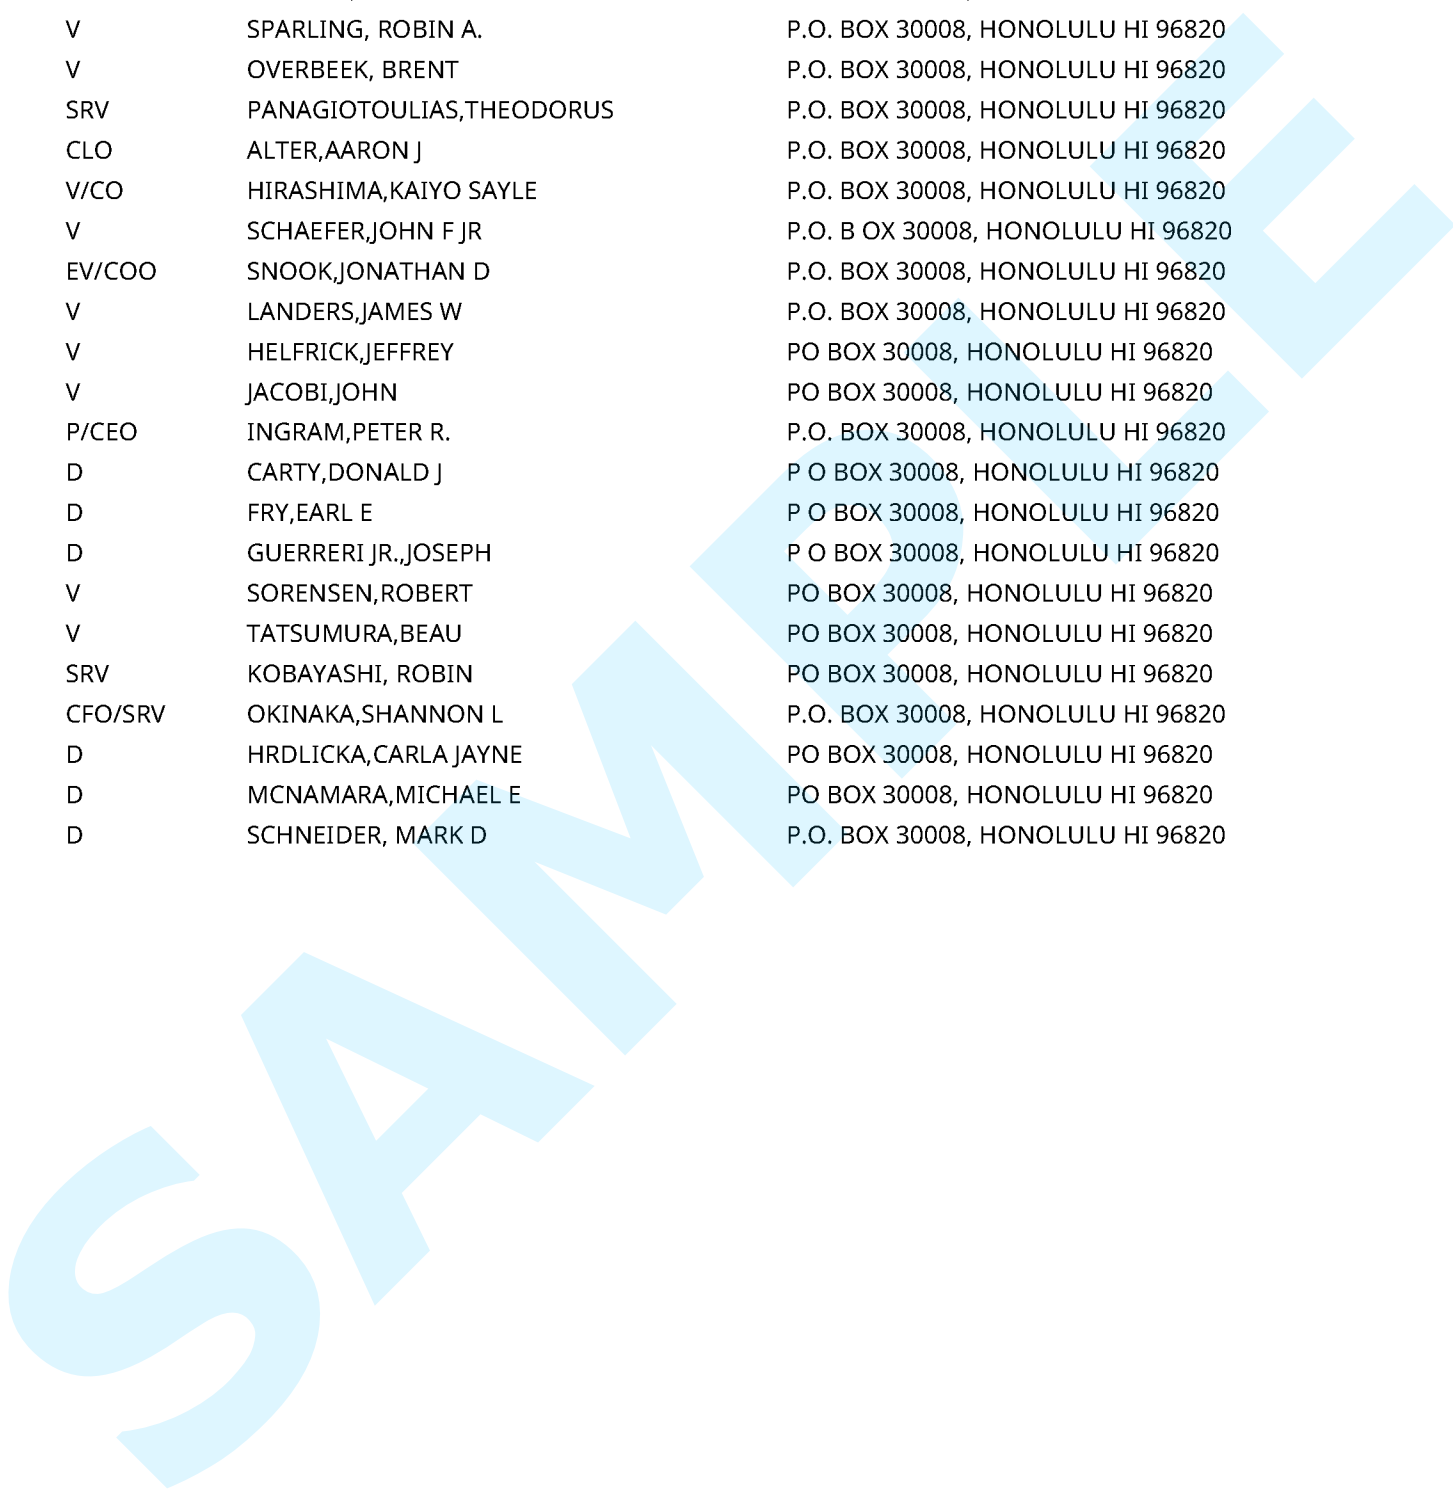 V SPARLING, ROBIN A. P.O. BOX 30008, HONOLULU HI 96820
V OVERBEEK, BRENT P.O. BOX 30008, HONOLULU HI 96820
SRV PANAGIOTOULIAS,THEODORUS P.O. BOX 30008, HONOLULU HI 96820
CLO ALTER,AARON J P.O. BOX 30008, HONOLULU HI 96820
V/CO HIRASHIMA,KAIYO SAYLE P.O. BOX 30008, HONOLULU HI 96820
V SCHAEFER,JOHN F JR P.O. B OX 30008, HONOLULU HI 96820
EV/COO SNOOK,JONATHAN D P.O. BOX 30008, HONOLULU HI 96820
V LANDERS,JAMES W P.O. BOX 30008, HONOLULU HI 96820
V HELFRICK,JEFFREY PO BOX 30008, HONOLULU HI 96820
V JACOBI,JOHN PO BOX 30008, HONOLULU HI 96820
P/CEO INGRAM,PETER R. P.O. BOX 30008, HONOLULU HI 96820
D CARTY,DONALD J P O BOX 30008, HONOLULU HI 96820
D FRY,EARL E P O BOX 30008, HONOLULU HI 96820
D GUERRERI JR.,JOSEPH P O BOX 30008, HONOLULU HI 96820
V SORENSEN,ROBERT PO BOX 30008, HONOLULU HI 96820
V TATSUMURA,BEAU PO BOX 30008, HONOLULU HI 96820
SRV KOBAYASHI, ROBIN PO BOX 30008, HONOLULU HI 96820
CFO/SRV OKINAKA,SHANNON L P.O. BOX 30008, HONOLULU HI 96820
D HRDLICKA,CARLA JAYNE PO BOX 30008, HONOLULU HI 96820
D MCNAMARA,MICHAEL E PO BOX 30008, HONOLULU HI 96820
D SCHNEIDER, MARK D P.O. BOX 30008, HONOLULU HI 96820
SAMPLE